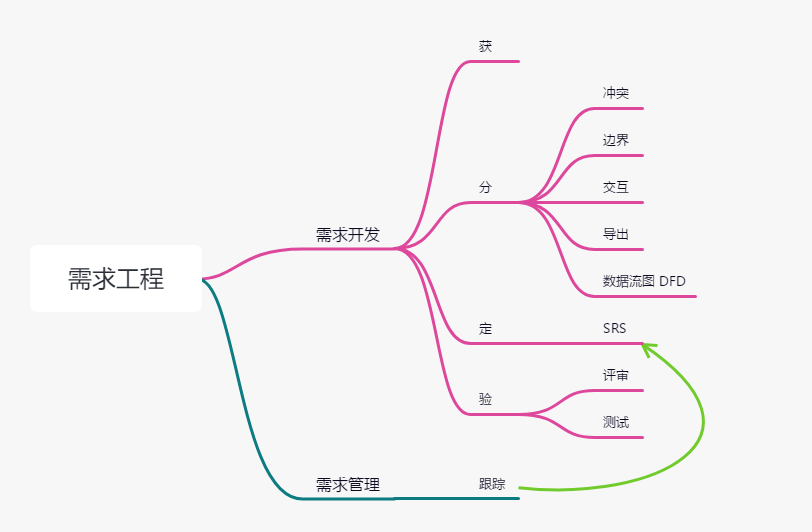 需求工程
需求开发
获
分
冲突
边界
交互
导出
数据流图 DFD
定
SRS
验
评审
测试
需求管理
跟踪